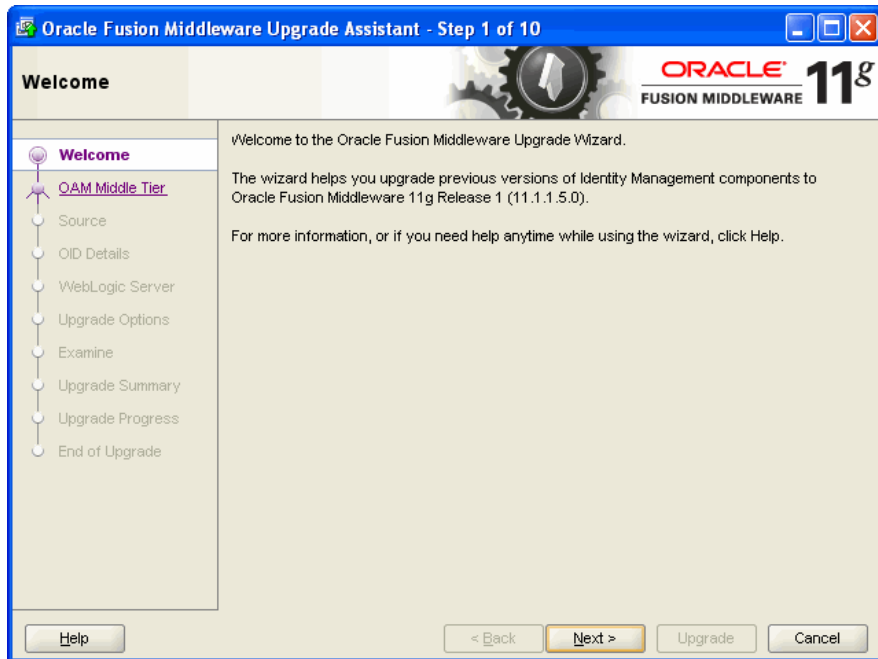 Oracle Fusion Middleware Upgrade Assistant - Step 1 of 10
Welcome
ORACLE 11g
FUSION MIDDLEWARE
Welcome
OAM Middle Tier
Source
OID Details
WebLogic Server
Upgrade Options
Examine
Upgrade Summary
Upgrade Progress
End of Upgrade
Welcome to the Oracle Fusion Middleware Upgrade Wizard.
The wizard helps you upgrade previous versions of Identity Management components to
Oracle Fusion Middleware 11g Release 1 (11.1.1.5.0).
For more information, or if you need help anytime while using the wizard, click Help.
Help
< Back
Next >
Upgrade
Cancel